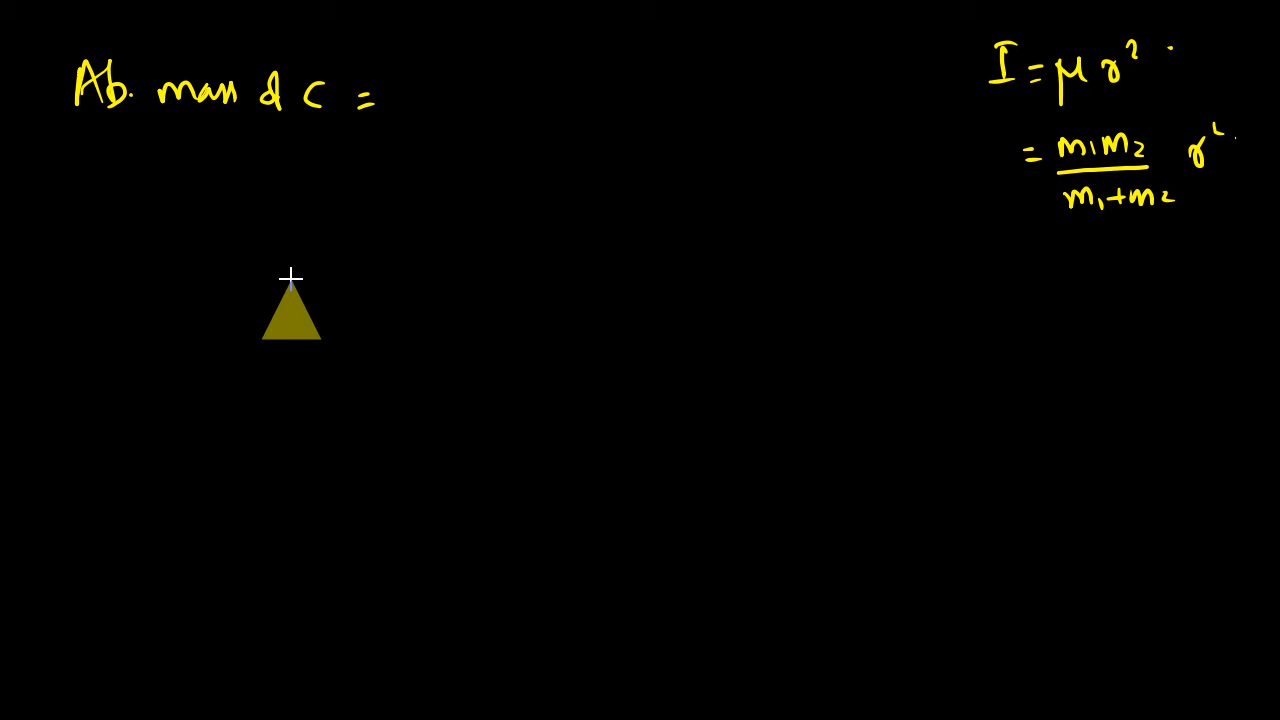 Ab. mass of C =
I = μ r²
= m₁m₂ / m₁+m₂ r²